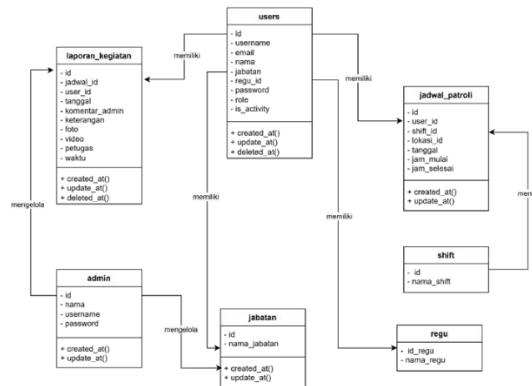 users
- id
- username
- email
- nama
- jabatan
- regu_id
- password
- role
- is_activity
+ created_at()
+ update_at()
+ deleted_at()
laporan_kegiatan
- id
- jadwal_id
- user_id
- tanggal
- komentar_admin
- keterangan
- foto
- video
- petugas
- waktu
+ created_at()
+ update_at()
+ deleted_at()
memiliki
memiliki
jadwal_patroli
- id
- user_id
- shift_id
- lokasi_id
- tanggal
- jam_mulai
- jam_selesai
+ created_at()
+ update_at()
mengelola
memiliki
memiliki
shift
- id
- nama_shift
admin
- id
- nama
- username
- password
+ created_at()
+ update_at()
mengelola
jabatan
- id
- nama_jabatan
+ created_at()
+ update_at()
regu
- id_regu
- nama_regu